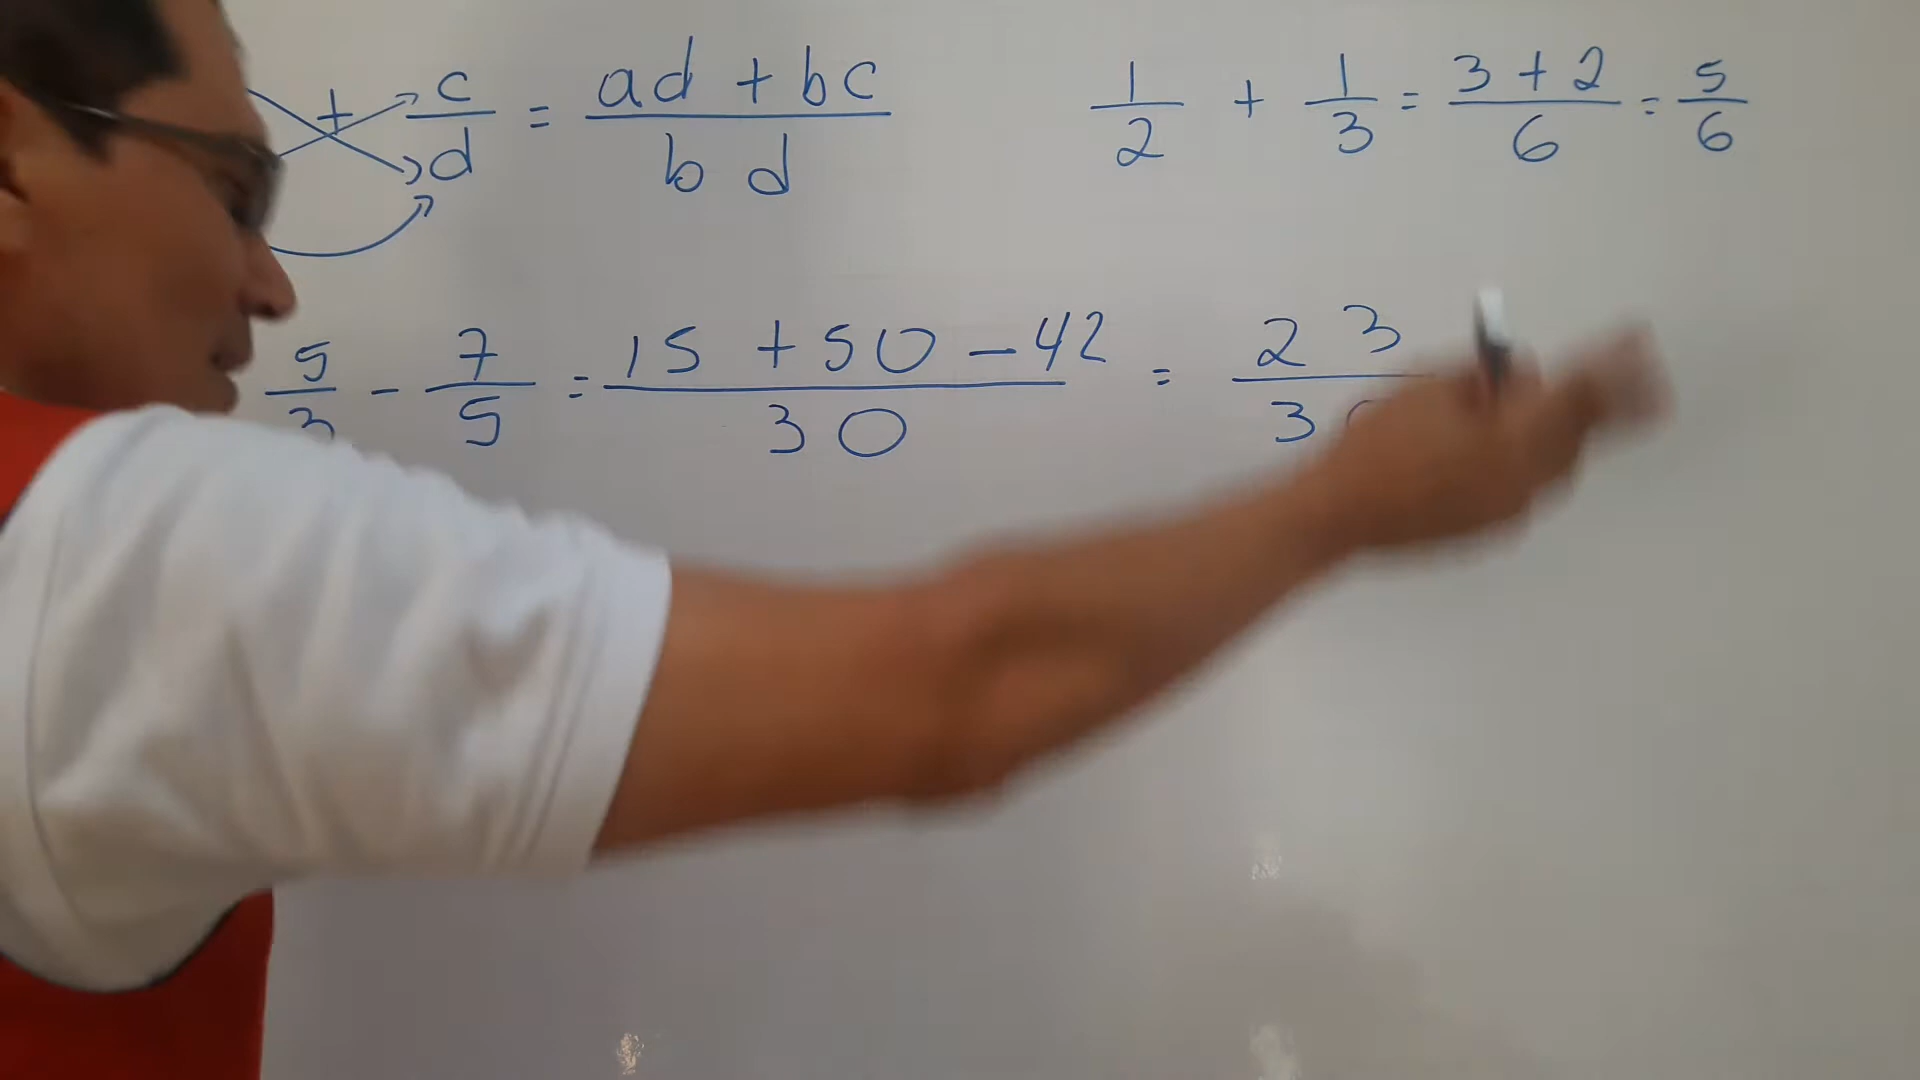 + c/d = (ad + bc)/(b d)
1/2 + 1/3 = (3 + 2)/6 = 5/6
5/3 - 7/5 = (15 + 50 - 42)/30 = 23/3